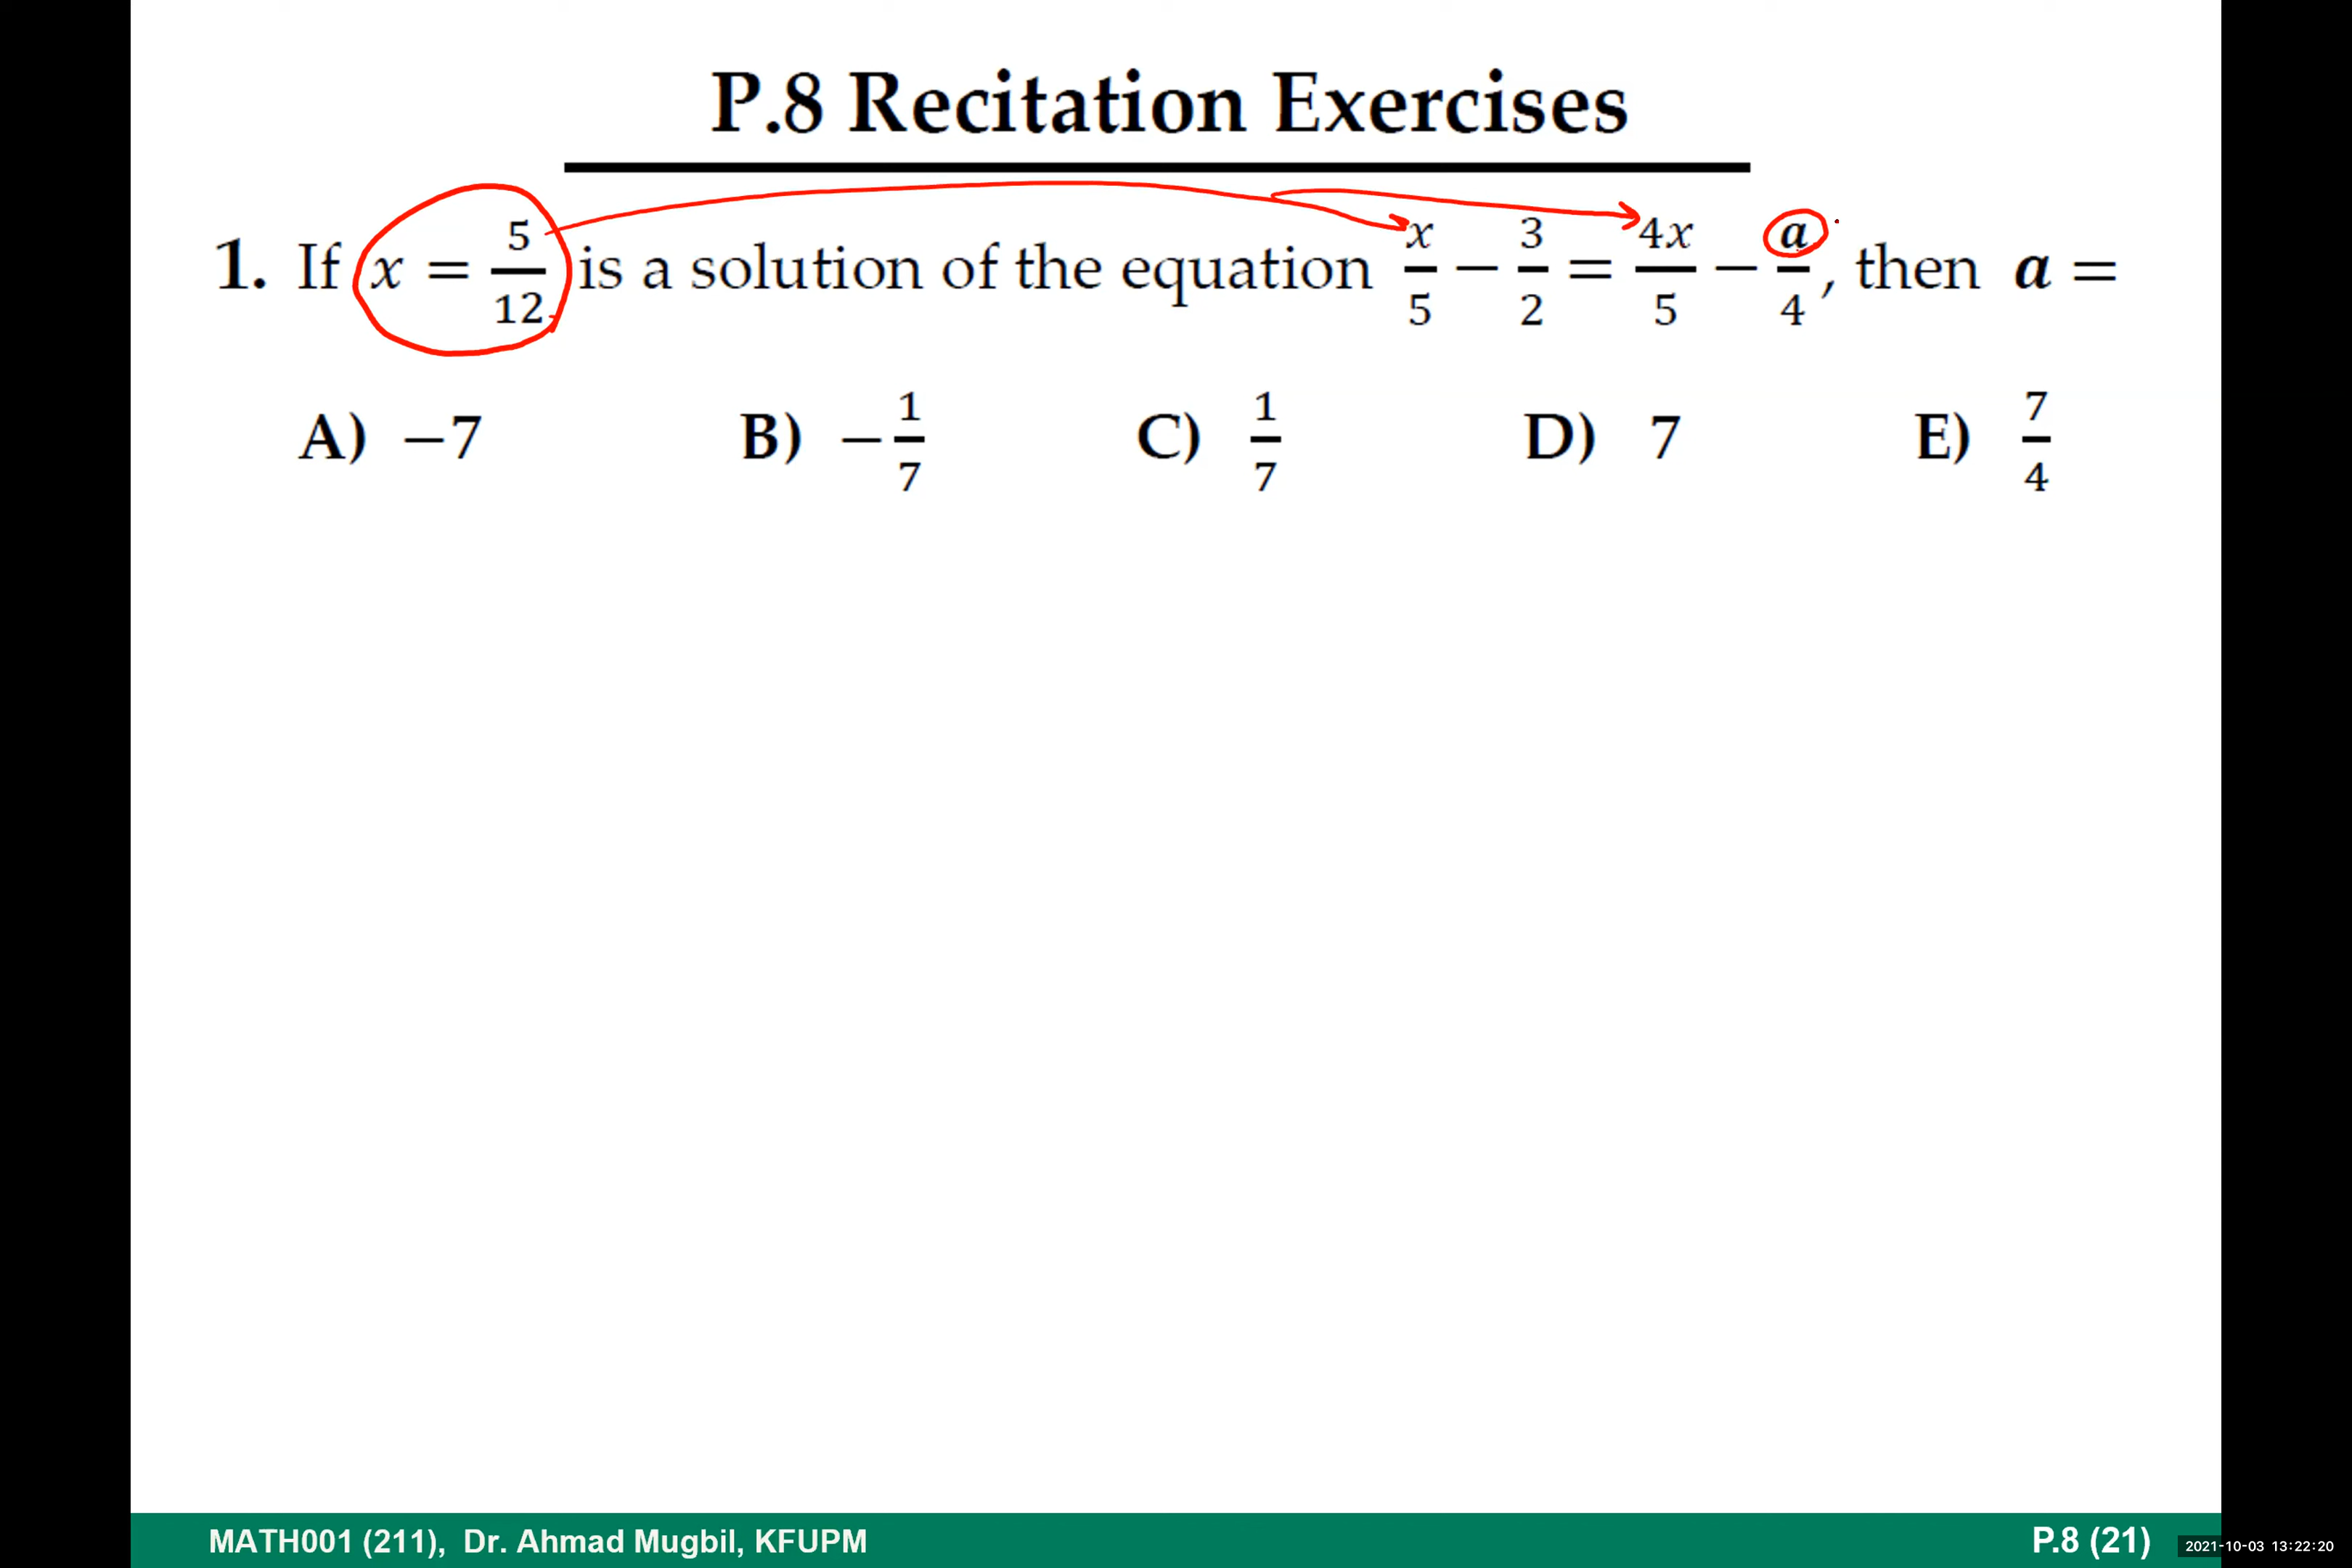 P.8 Recitation Exercises
1. If x = 5/12 is a solution of the equation x/5 − 3/2 = 4x/5 − a/4, then a =
A) −7 B) −1/7 C) 1/7 D) 7 E) 7/4
MATH001 (211), Dr. Ahmad Mugbil, KFUPM P.8 (21)
2021-10-03 13:22:20